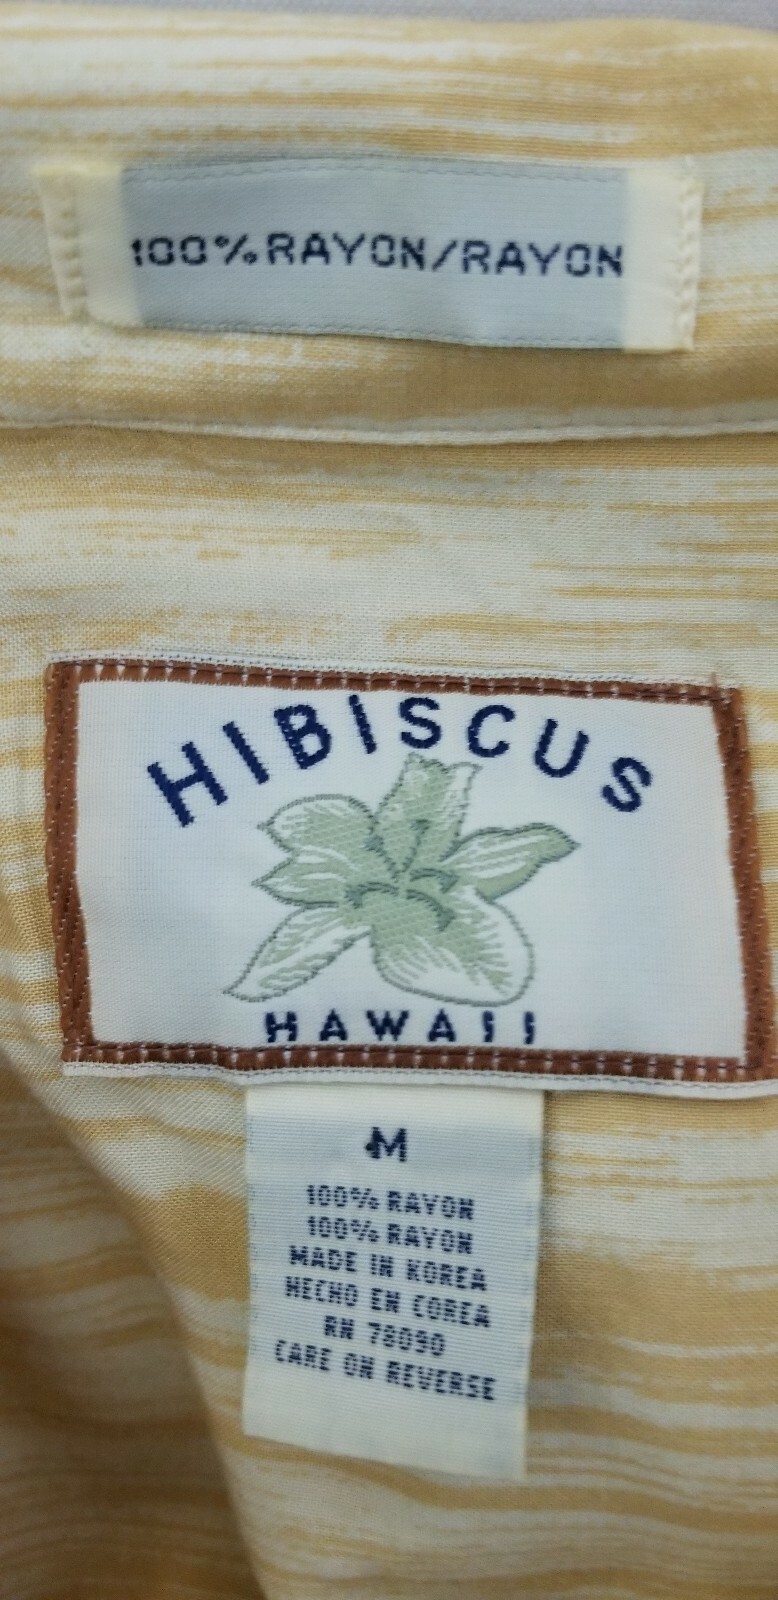 100% RAYON/RAYON
HIBISCUS
HAWAII
M
100% RAYON
100% RAYON
MADE IN KOREA
HECHO EN COREA
RN 78090
CARE ON REVERSE